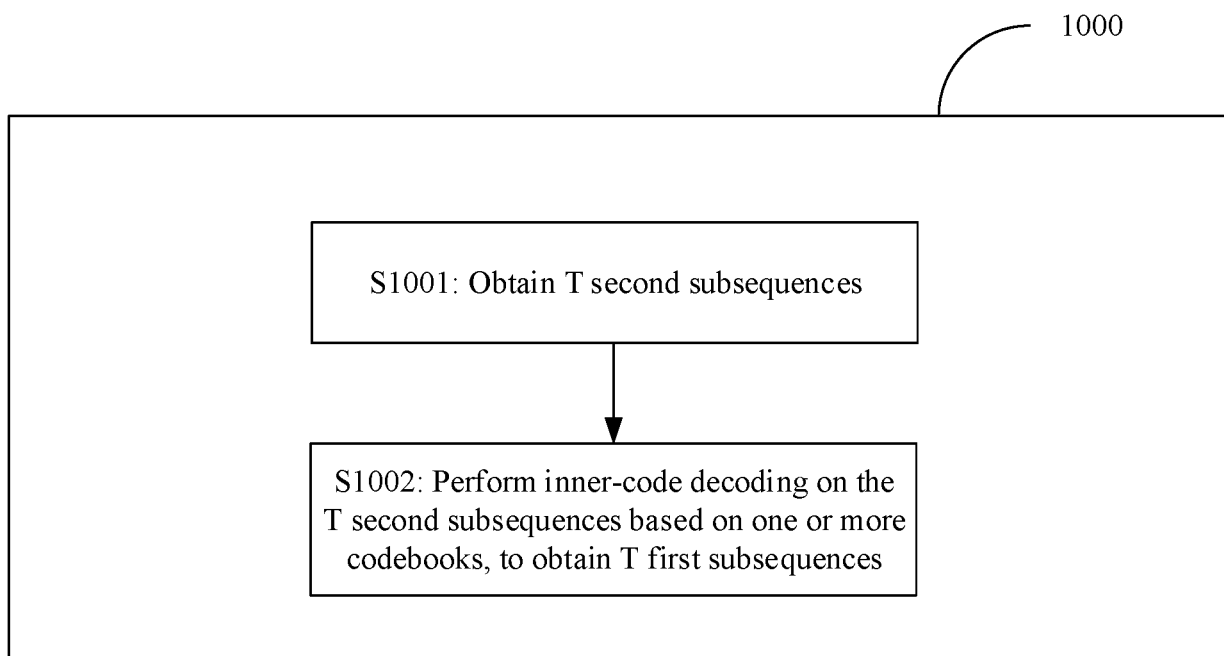 1000
S1001: Obtain T second subsequences
S1002: Perform inner-code decoding on the
T second subsequences based on one or more
codebooks, to obtain T first subsequences